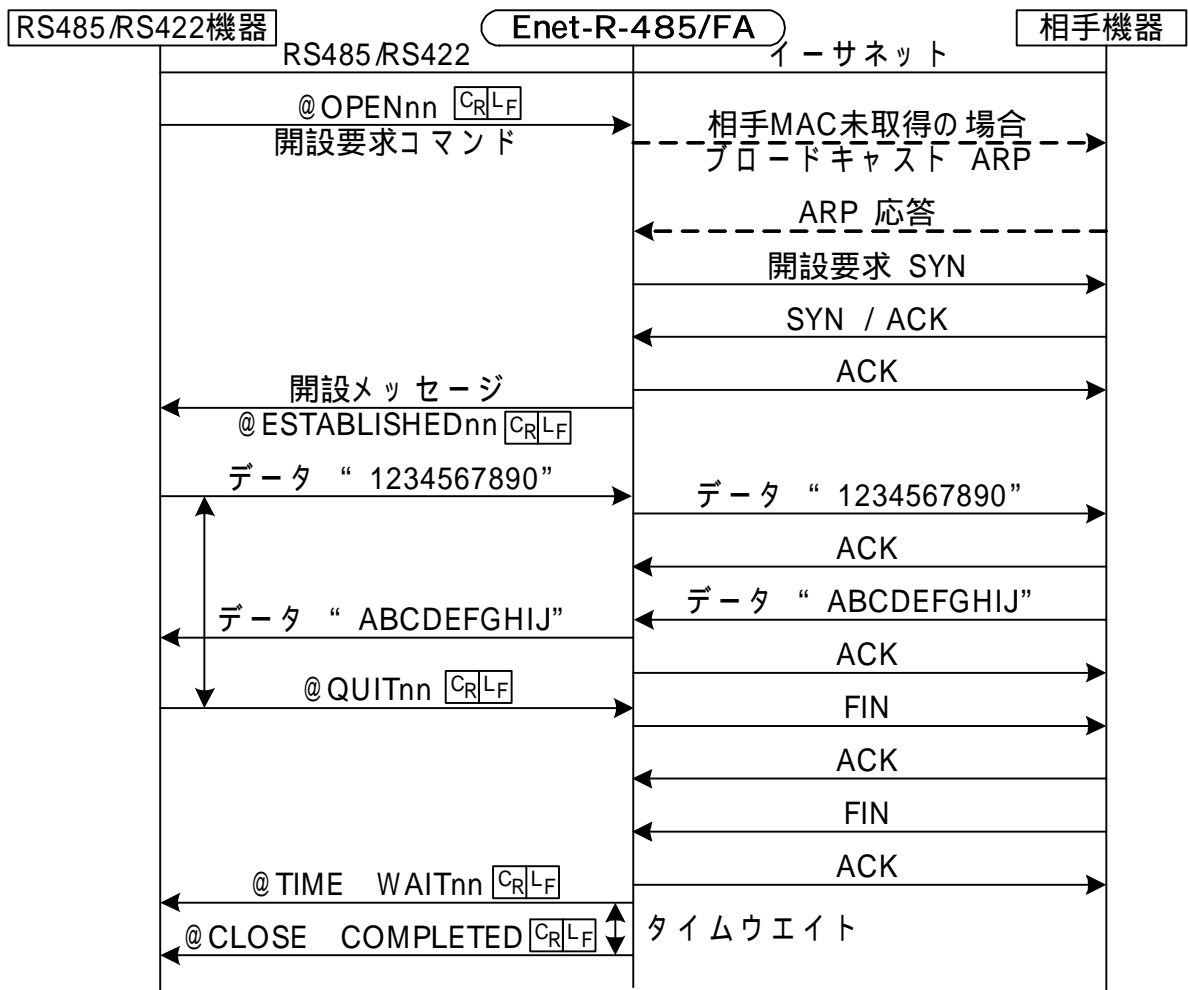 RS485/RS422機器
Enet-R-485/FA
相手機器
RS485/RS422
イーサネット
@OPENnn CRLF
開設要求コマンド
相手MAC未取得の場合
ブロードキャスト ARP
ARP 応答
開設要求 SYN
SYN / ACK
ACK
開設メッセージ
@ESTABLISHEDnn CRLF
データ “ 1234567890”
データ “ 1234567890”
ACK
データ “ ABCDEFGHIJ”
データ “ ABCDEFGHIJ”
ACK
@QUITnn CRLF
FIN
ACK
FIN
ACK
@TIME WAITnn CRLF
タイムウエイト
@CLOSE COMPLETED CRLF